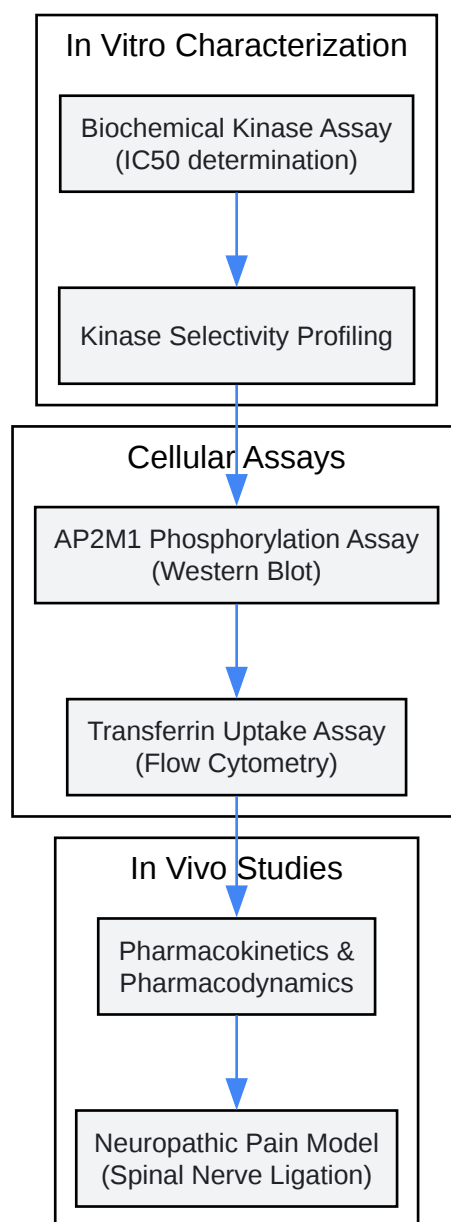 In Vitro Characterization
Biochemical Kinase Assay
(IC50 determination)
Kinase Selectivity Profiling
Cellular Assays
AP2M1 Phosphorylation Assay
(Western Blot)
Transferrin Uptake Assay
(Flow Cytometry)
In Vivo Studies
Pharmacokinetics &
Pharmacodynamics
Neuropathic Pain Model
(Spinal Nerve Ligation)